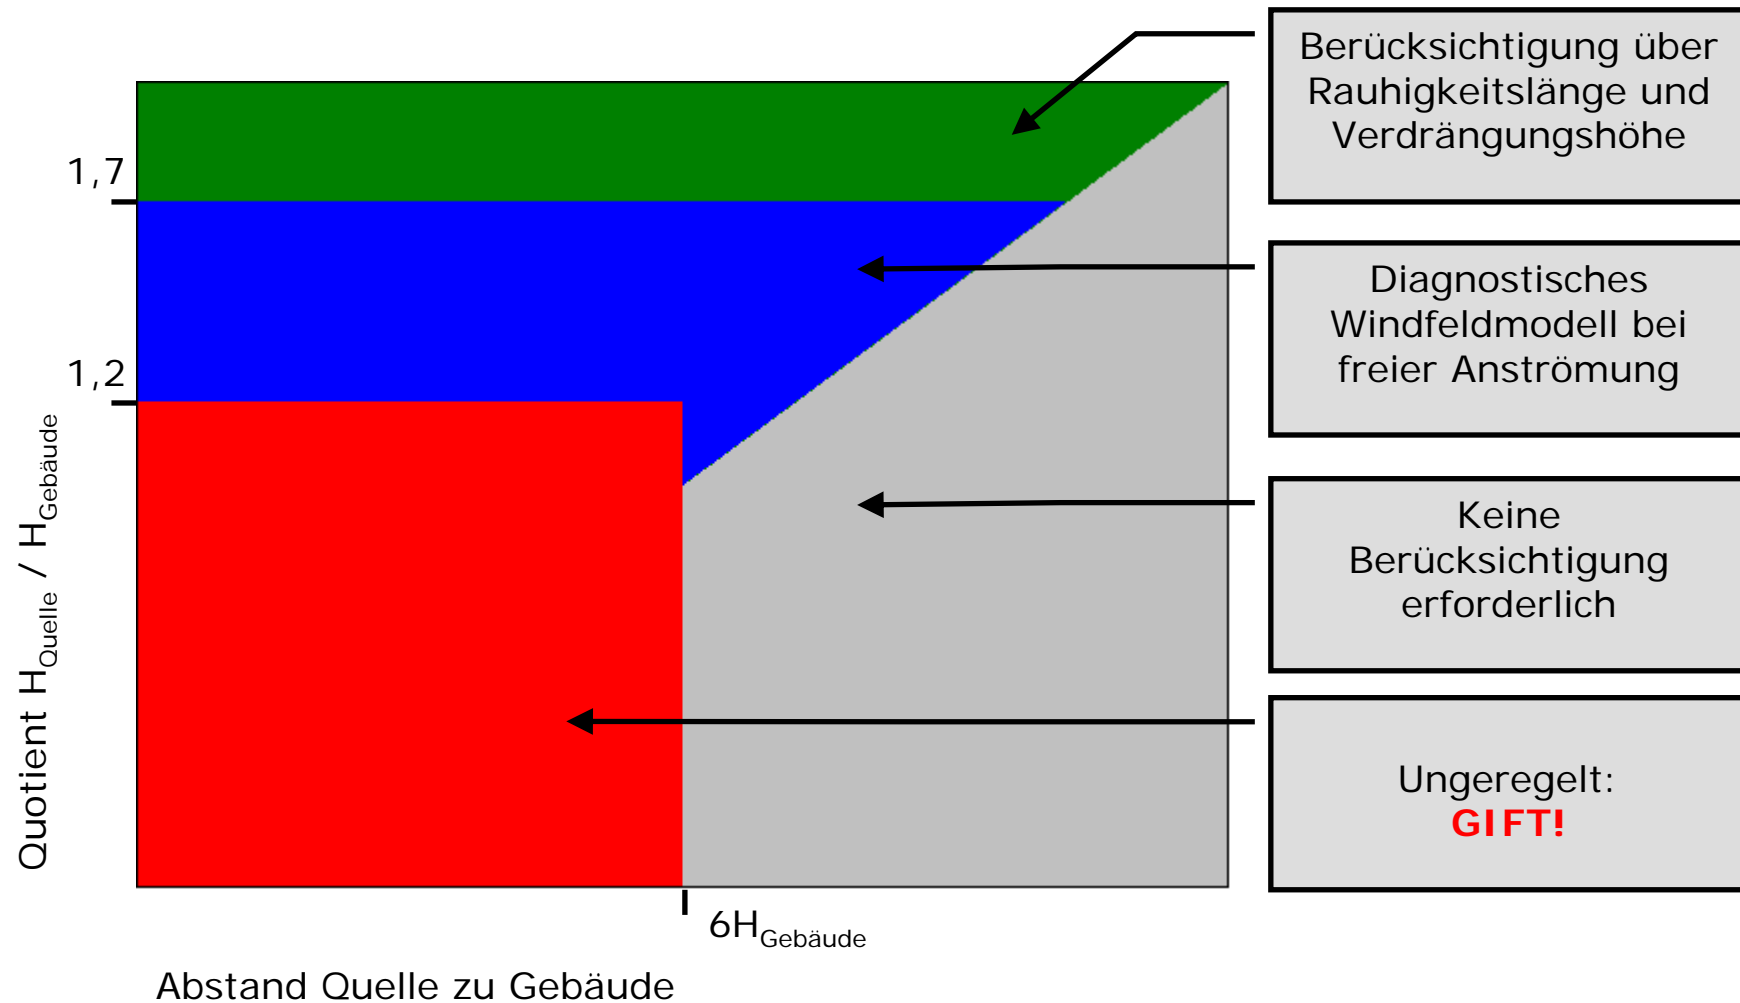 Berücksichtigung über
Rauhigkeitslänge und
Verdrängungshöhe
1,7
Diagnostisches
Windfeldmodell bei
freier Anströmung
1,2
Quotient HQuelle / HGebäude
Keine
Berücksichtigung
erforderlich
Ungeregelt:
GIFT!
6HGebäude
Abstand Quelle zu Gebäude